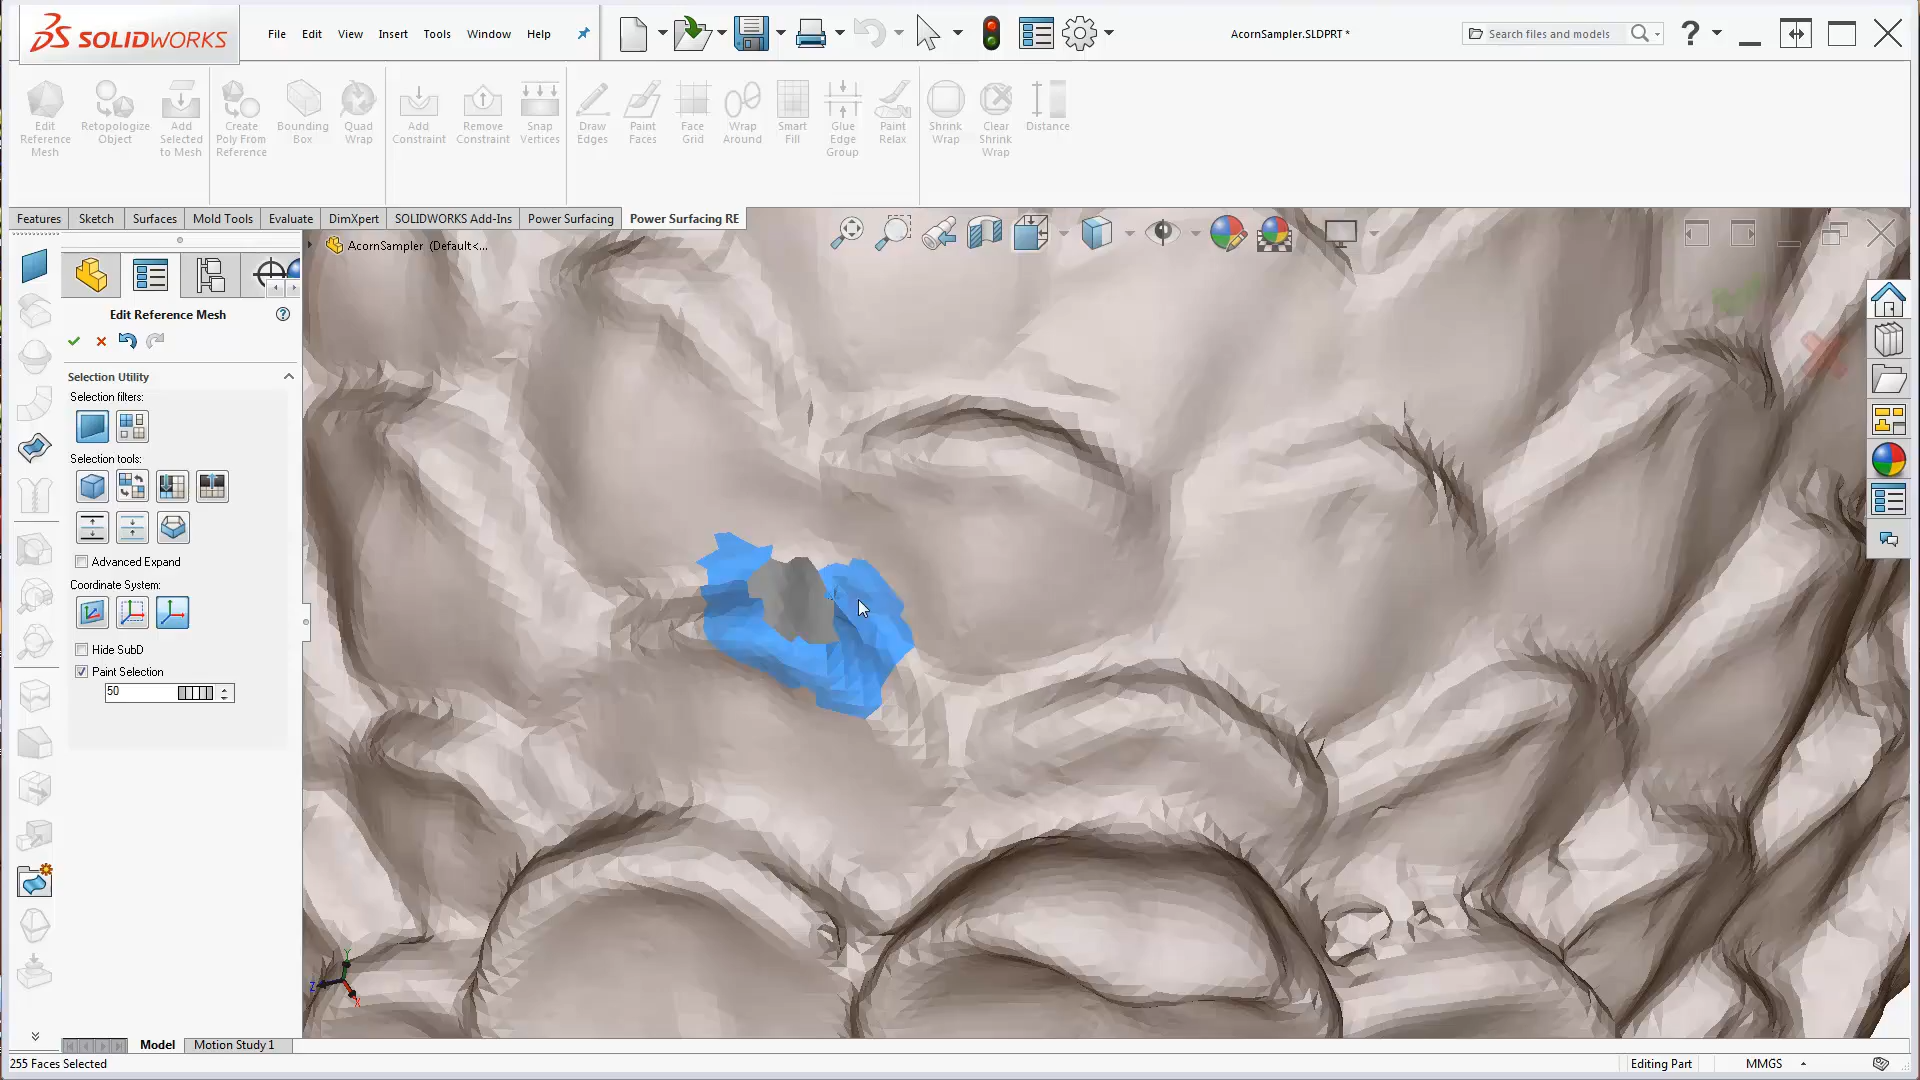 SOLIDWORKS
File Edit View Insert Tools Window Help
AcornSampler.SLDPRT *
Search files and models
Edit Reference Mesh
Retopologize Object
Add Selected to Mesh
Create Poly From Reference
Bounding Box
Quad Wrap
Add Constraint
Remove Constraint
Snap Vertices
Draw Edges
Paint Faces
Face Grid
Wrap Around
Smart Fill
Glue Edge Group
Paint Relax
Shrink Wrap
Clear Shrink Wrap
Distance
Features Sketch Surfaces Mold Tools Evaluate DimXpert SOLIDWORKS Add-Ins Power Surfacing Power Surfacing RE
AcornSampler (Default<...
Edit Reference Mesh
Selection Utility
Selection filters:
Selection tools:
Advanced Expand
Coordinate System:
Hide SubD
Paint Selection
50
Y
Z
X
Model Motion Study 1
255 Faces Selected
Editing Part
MMGS